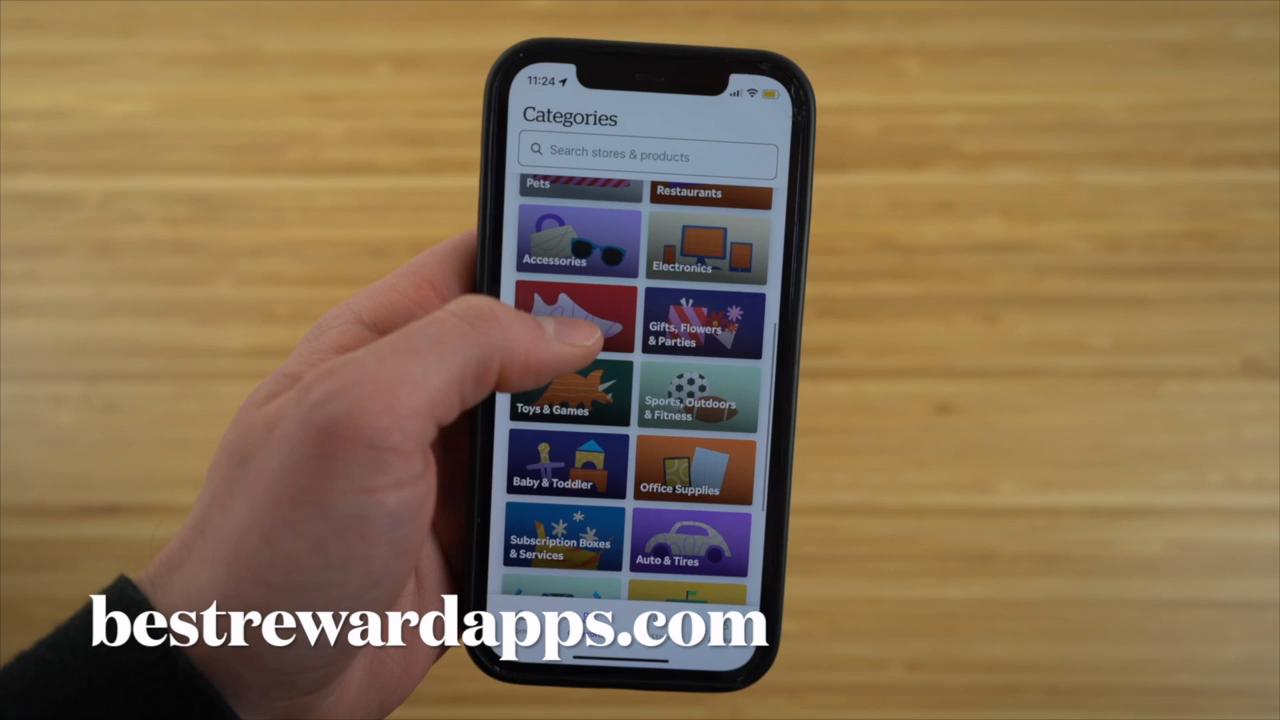 11:24
Categories
Search stores & products
Pets
Restaurants
Accessories
Electronics
Gifts, Flowers
& Parties
Toys & Games
Sports, Outdoors
& Fitness
Baby & Toddler
Office Supplies
Subscription Boxes
& Services
Auto & Tires
bestrewardapps.com